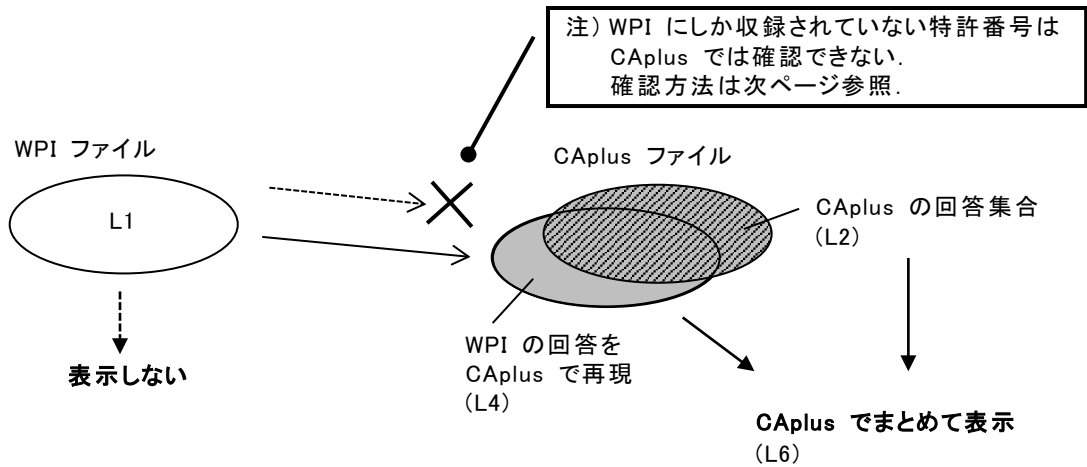 注) WPI にしか収録されていない特許番号は
CAplus では確認できない.
確認方法は次ページ参照.
WPI ファイル
CAplus ファイル
L1
CAplus の回答集合
(L2)
WPI の回答を
CAplus で再現
(L4)
表示しない
CAplus でまとめて表示
(L6)